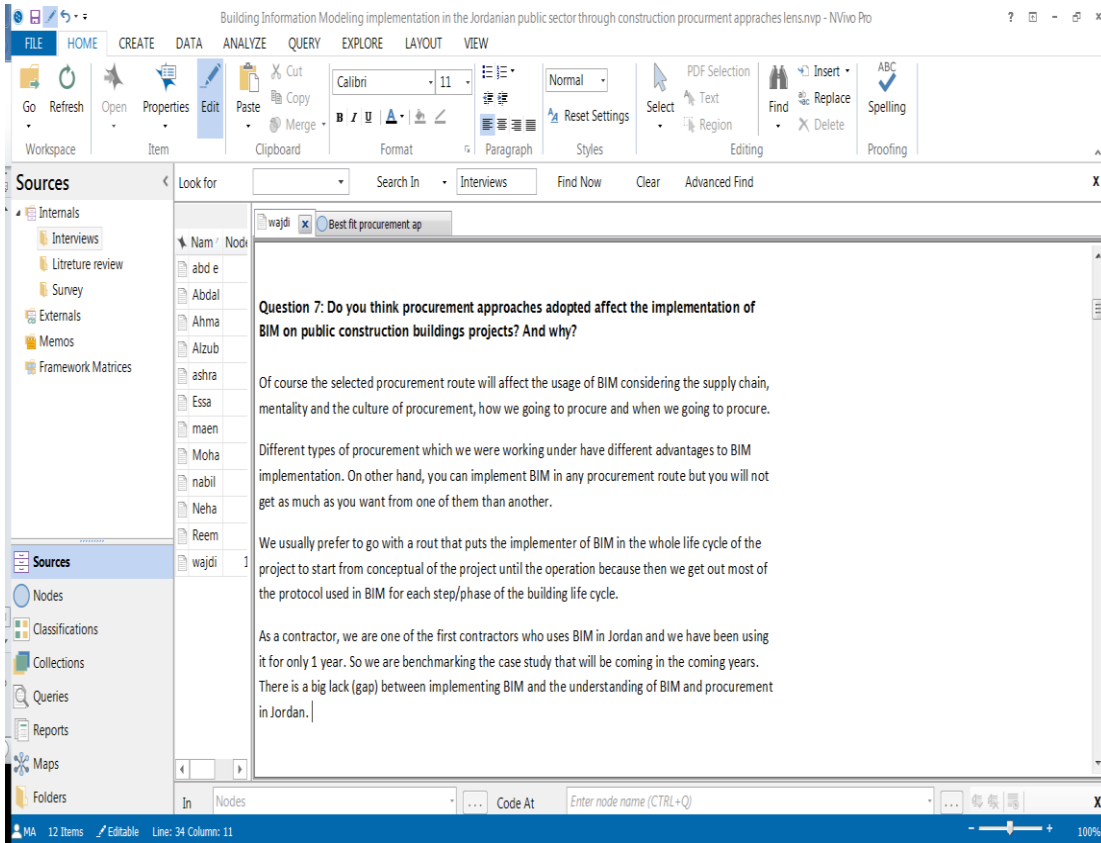 Building Information Modeling implementation in the Jordanian public sector through construction procurment appraches lens.nvp - NVivo Pro
FILE HOME CREATE DATA ANALYZE QUERY EXPLORE LAYOUT VIEW
Go Refresh Open Properties Edit Paste
Cut
Copy
Merge
Calibri 11
B I U A
Normal
Reset Settings
Select
PDF Selection
Text
Region
Find
Insert
Replace
Delete
ABC
Spelling
Workspace Item Clipboard Format Paragraph Styles Editing Proofing
Sources
Look for Search In Interviews Find Now Clear Advanced Find X
Internals
Interviews
Litreture review
Survey
Externals
Memos
Framework Matrices
Nam Node
abd e
Abdal
Ahma
Alzub
ashra
Essa
maen
Moha
nabil
Neha
Reem
wajdi 1
wajdi x Best fit procurement ap
Question 7: Do you think procurement approaches adopted affect the implementation of
BIM on public construction buildings projects? And why?
Of course the selected procurement route will affect the usage of BIM considering the supply chain,
mentality and the culture of procurement, how we going to procure and when we going to procure.
Different types of procurement which we were working under have different advantages to BIM
implementation. On other hand, you can implement BIM in any procurement route but you will not
get as much as you want from one of them than another.
We usually prefer to go with a rout that puts the implementer of BIM in the whole life cycle of the
project to start from conceptual of the project until the operation because then we get out most of
the protocol used in BIM for each step/phase of the building life cycle.
As a contractor, we are one of the first contractors who uses BIM in Jordan and we have been using
it for only 1 year. So we are benchmarking the case study that will be coming in the coming years.
There is a big lack (gap) between implementing BIM and the understanding of BIM and procurement
in Jordan.
Sources
Nodes
Classifications
Collections
Queries
Reports
Maps
Folders
In Nodes ... Code At Enter node name (CTRL+Q) ... X
MA 12 Items Editable Line: 34 Column: 11 100%